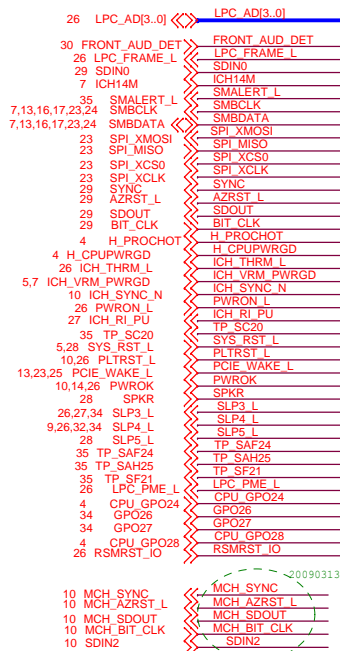 26 LPC_AD[3..0] LPC_AD[3..0]
30 FRONT_AUD_DET FRONT_AUD_DET
26 LPC_FRAME_L LPC_FRAME_L
29 SDIN0 SDIN0
7 ICH14M ICH14M
35 SMALERT_L SMALERT_L
7,13,16,17,23,24 SMBCLK SMBCLK
7,13,16,17,23,24 SMBDATA SMBDATA
23 SPI_XMOSI SPI_XMOSI
23 SPI_MISO SPI_MISO
23 SPI_XCS0 SPI_XCS0
23 SPI_XCLK SPI_XCLK
29 SYNC SYNC
29 AZRST_L AZRST_L
29 SDOUT SDOUT
29 BIT_CLK BIT_CLK
4 H_PROCHOT H_PROCHOT
4 H_CPUPWRGD H_CPUPWRGD
26 ICH_THRM_L ICH_THRM_L
5,7 ICH_VRM_PWRGD ICH_VRM_PWRGD
10 ICH_SYNC_N ICH_SYNC_N
26 PWRON_L PWRON_L
27 ICH_RI_PU ICH_RI_PU
35 TP_SC20 TP_SC20
5,28 SYS_RST_L SYS_RST_L
10,26 PLTRST_L PLTRST_L
13,23,25 PCIE_WAKE_L PCIE_WAKE_L
10,14,26 PWROK PWROK
28 SPKR SPKR
26,27,34 SLP3_L SLP3_L
9,26,32,34 SLP4_L SLP4_L
28 SLP5_L SLP5_L
35 TP_SAF24 TP_SAF24
35 TP_SAH25 TP_SAH25
35 TP_SF21 TP_SF21
26 LPC_PME_L LPC_PME_L
4 CPU_GPO24 CPU_GPO24
34 GPO26 GPO26
34 GPO27 GPO27
4 CPU_GPO28 CPU_GPO28
26 RSMRST_IO RSMRST_IO
20090313
10 MCH_SYNC MCH_SYNC
10 MCH_AZRST_L MCH_AZRST_L
10 MCH_SDOUT MCH_SDOUT
10 MCH_BIT_CLK MCH_BIT_CLK
10 SDIN2 SDIN2